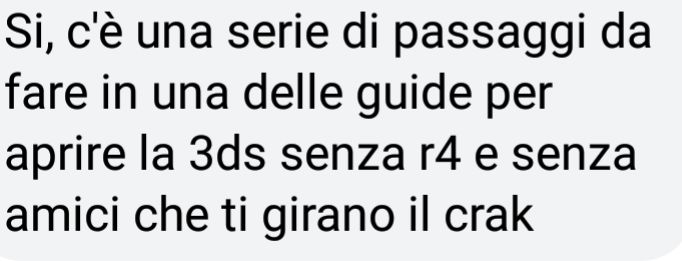 Si, c'è una serie di passaggi da
fare in una delle guide per
aprire la 3ds senza r4 e senza
amici che ti girano il crak